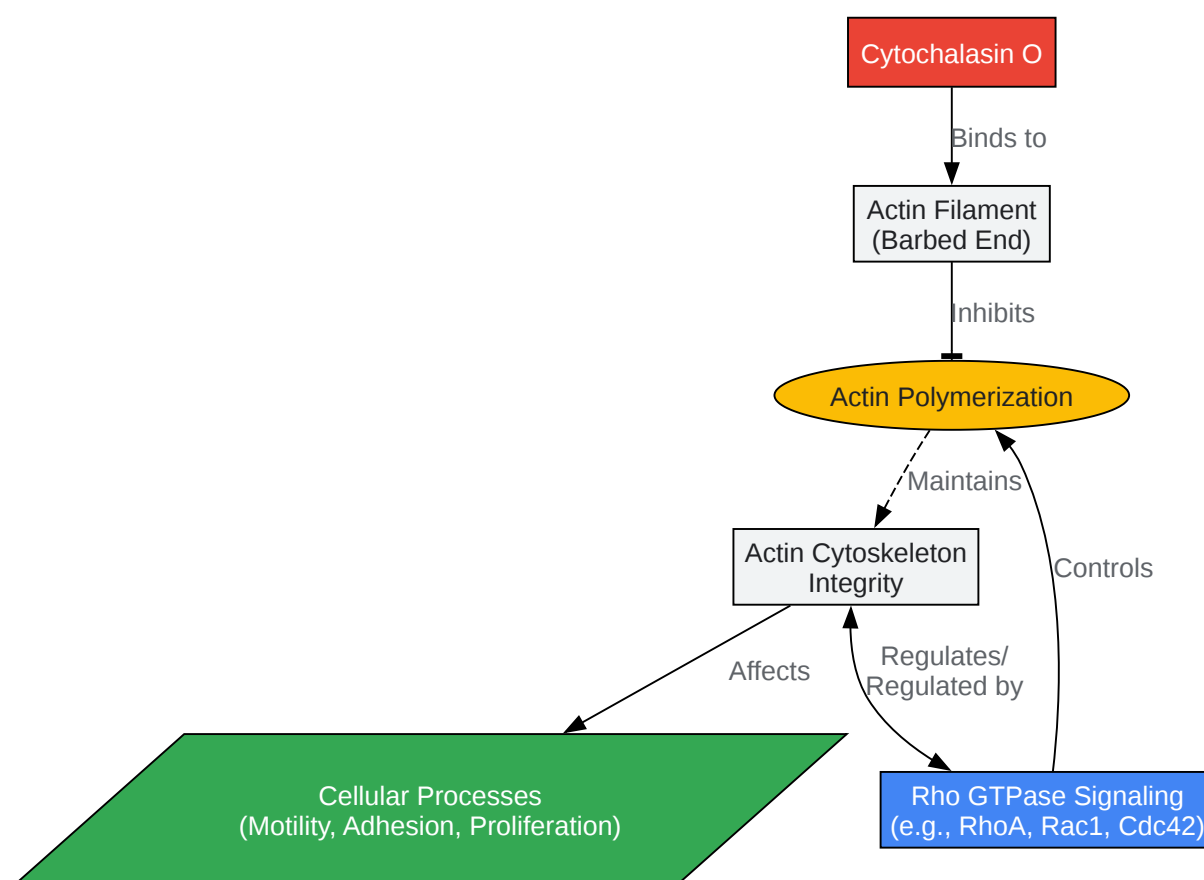 Cytochalasin O
Binds to
Actin Filament
(Barbed End)
Inhibits
Actin Polymerization
Maintains
Actin Cytoskeleton
Integrity
Controls
Affects
Regulates/
Regulated by
Cellular Processes
(Motility, Adhesion, Proliferation)
Rho GTPase Signaling
(e.g., RhoA, Rac1, Cdc42)